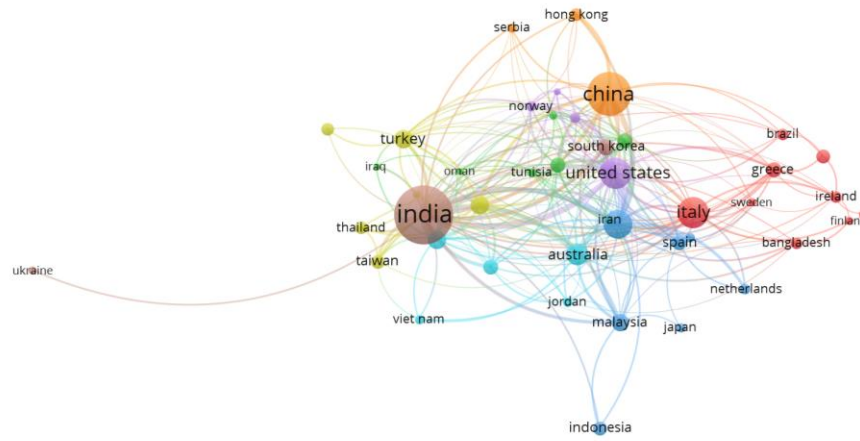 hong kong
serbia
china
norway
turkey
south korea
brazil
iraq
oman
tunisia
united states
greece
sweden
ireland
india
iran
italy
finlan
thailand
spain
bangladesh
taiwan
australia
ukraine
netherlands
jordan
viet nam
malaysia
japan
indonesia